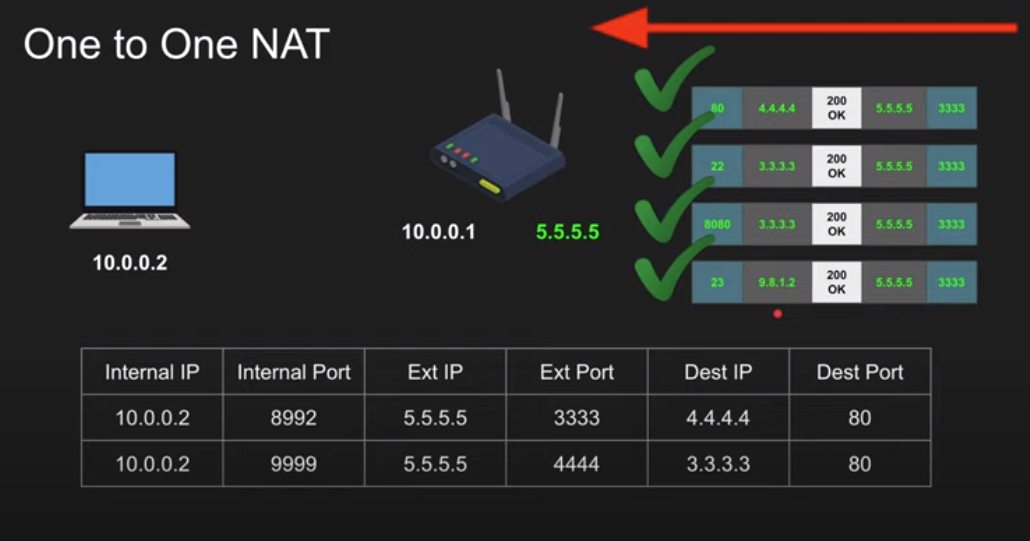 One to One NAT
80 4.4.4.4 200 OK 5.5.5.5 3333
22 3.3.3.3 200 OK 5.5.5.5 3333
8080 3.3.3.3 200 OK 5.5.5.5 3333
23 9.8.1.2 200 OK 5.5.5.5 3333
10.0.0.1 5.5.5.5
10.0.0.2
Internal IP Internal Port Ext IP Ext Port Dest IP Dest Port
10.0.0.2 8992 5.5.5.5 3333 4.4.4.4 80
10.0.0.2 9999 5.5.5.5 4444 3.3.3.3 80